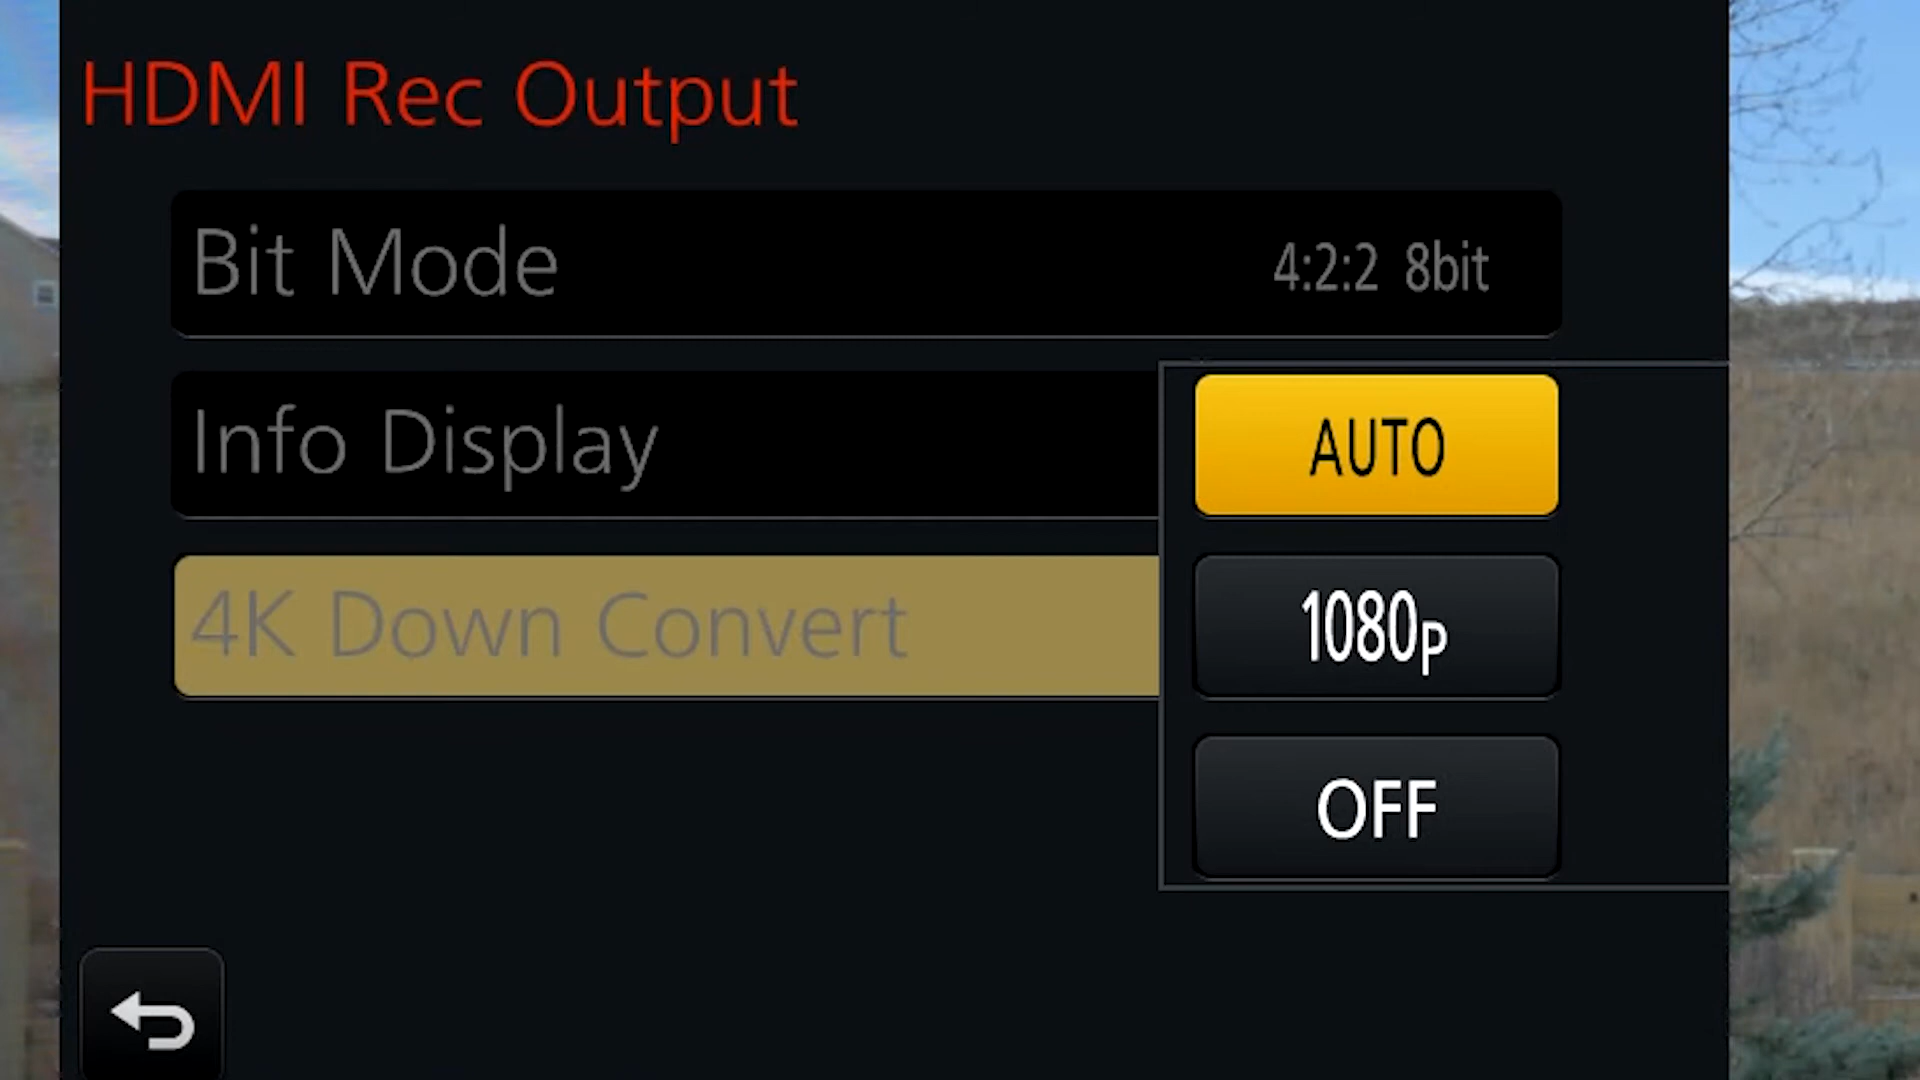 HDMI Rec Output
Bit Mode 4:2:2 8bit
Info Display
AUTO
4K Down Convert
1080p
OFF